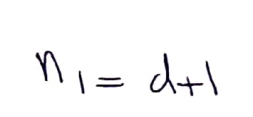 n₁ = d+1